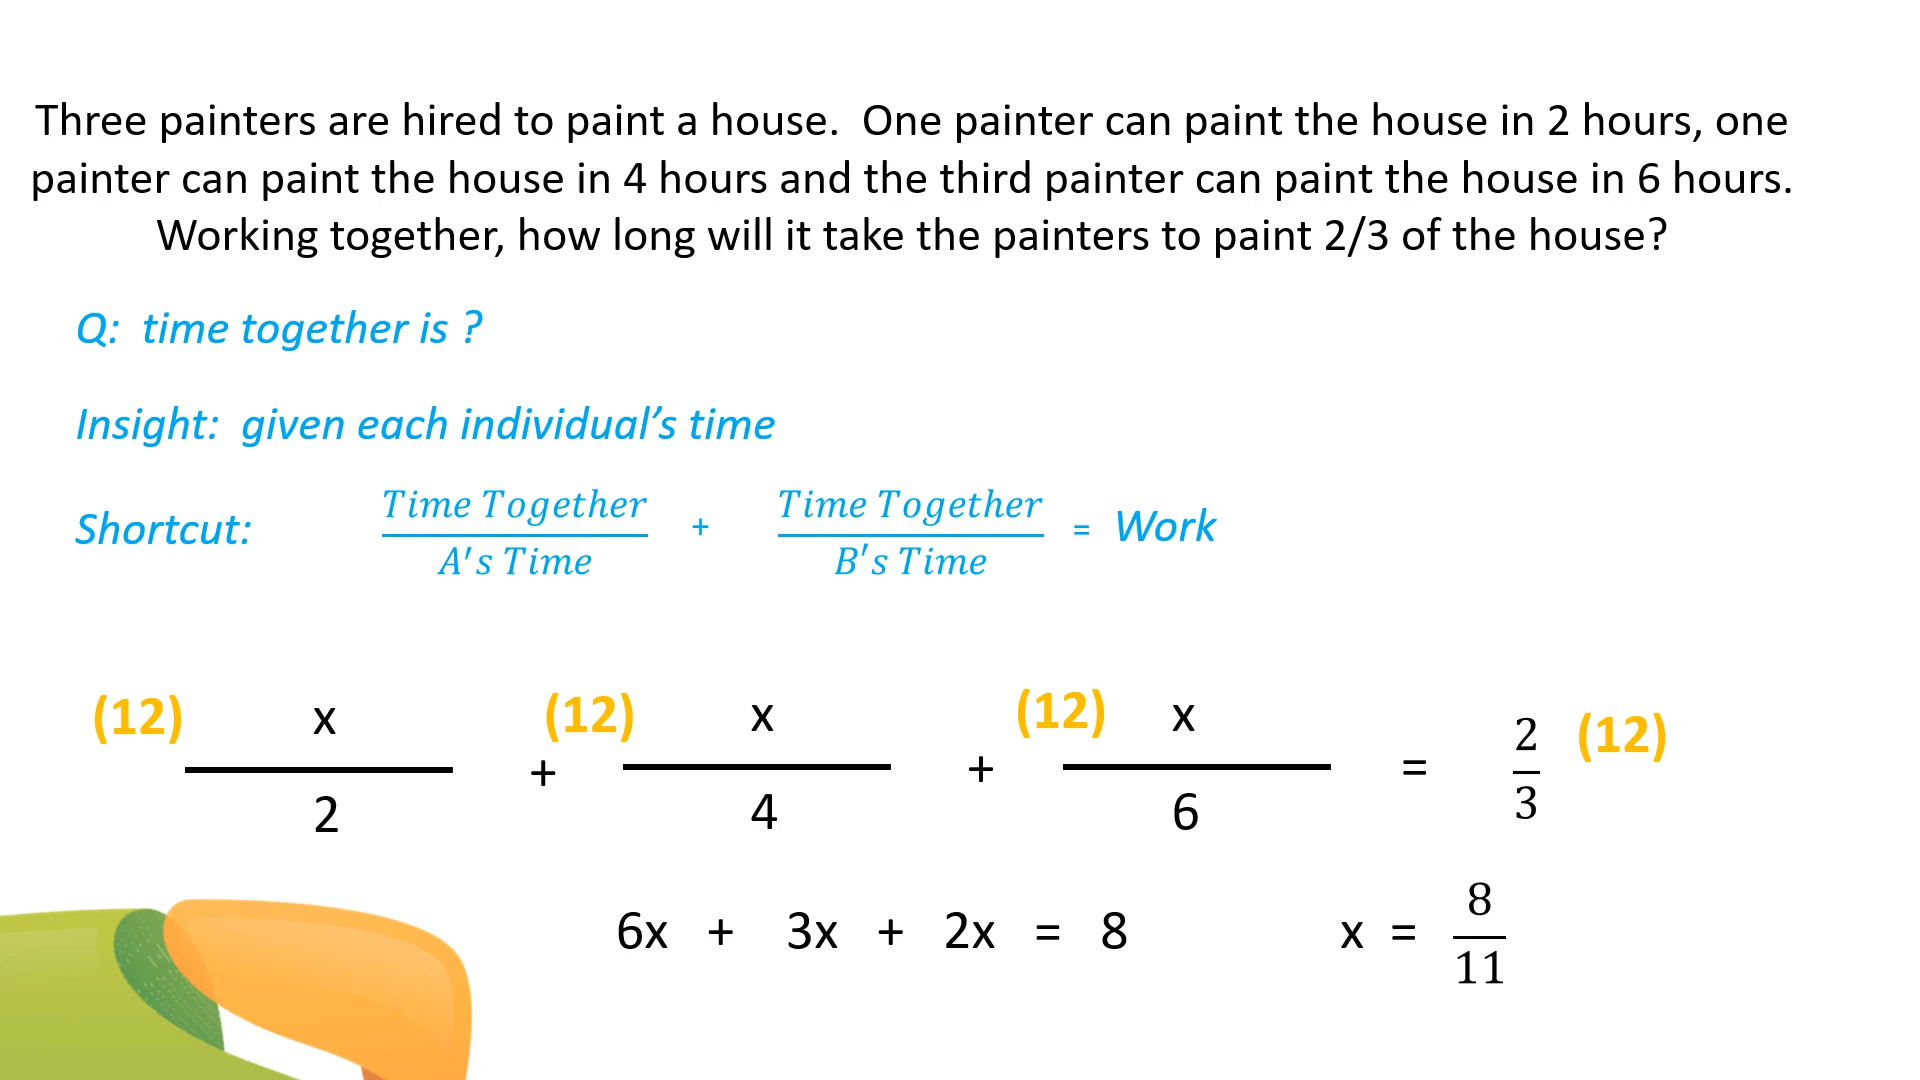 Three painters are hired to paint a house.  One painter can paint the house in 2 hours, one
painter can paint the house in 4 hours and the third painter can paint the house in 6 hours.
Working together, how long will it take the painters to paint 2/3 of the house?
Q:  time together is ?
Insight:  given each individual’s time
Shortcut: Time Together / A's Time + Time Together / B's Time = Work
(12) x / 2 + (12) x / 4 + (12) x / 6 = 2 / 3 (12)
6x + 3x + 2x = 8 x = 8 / 11